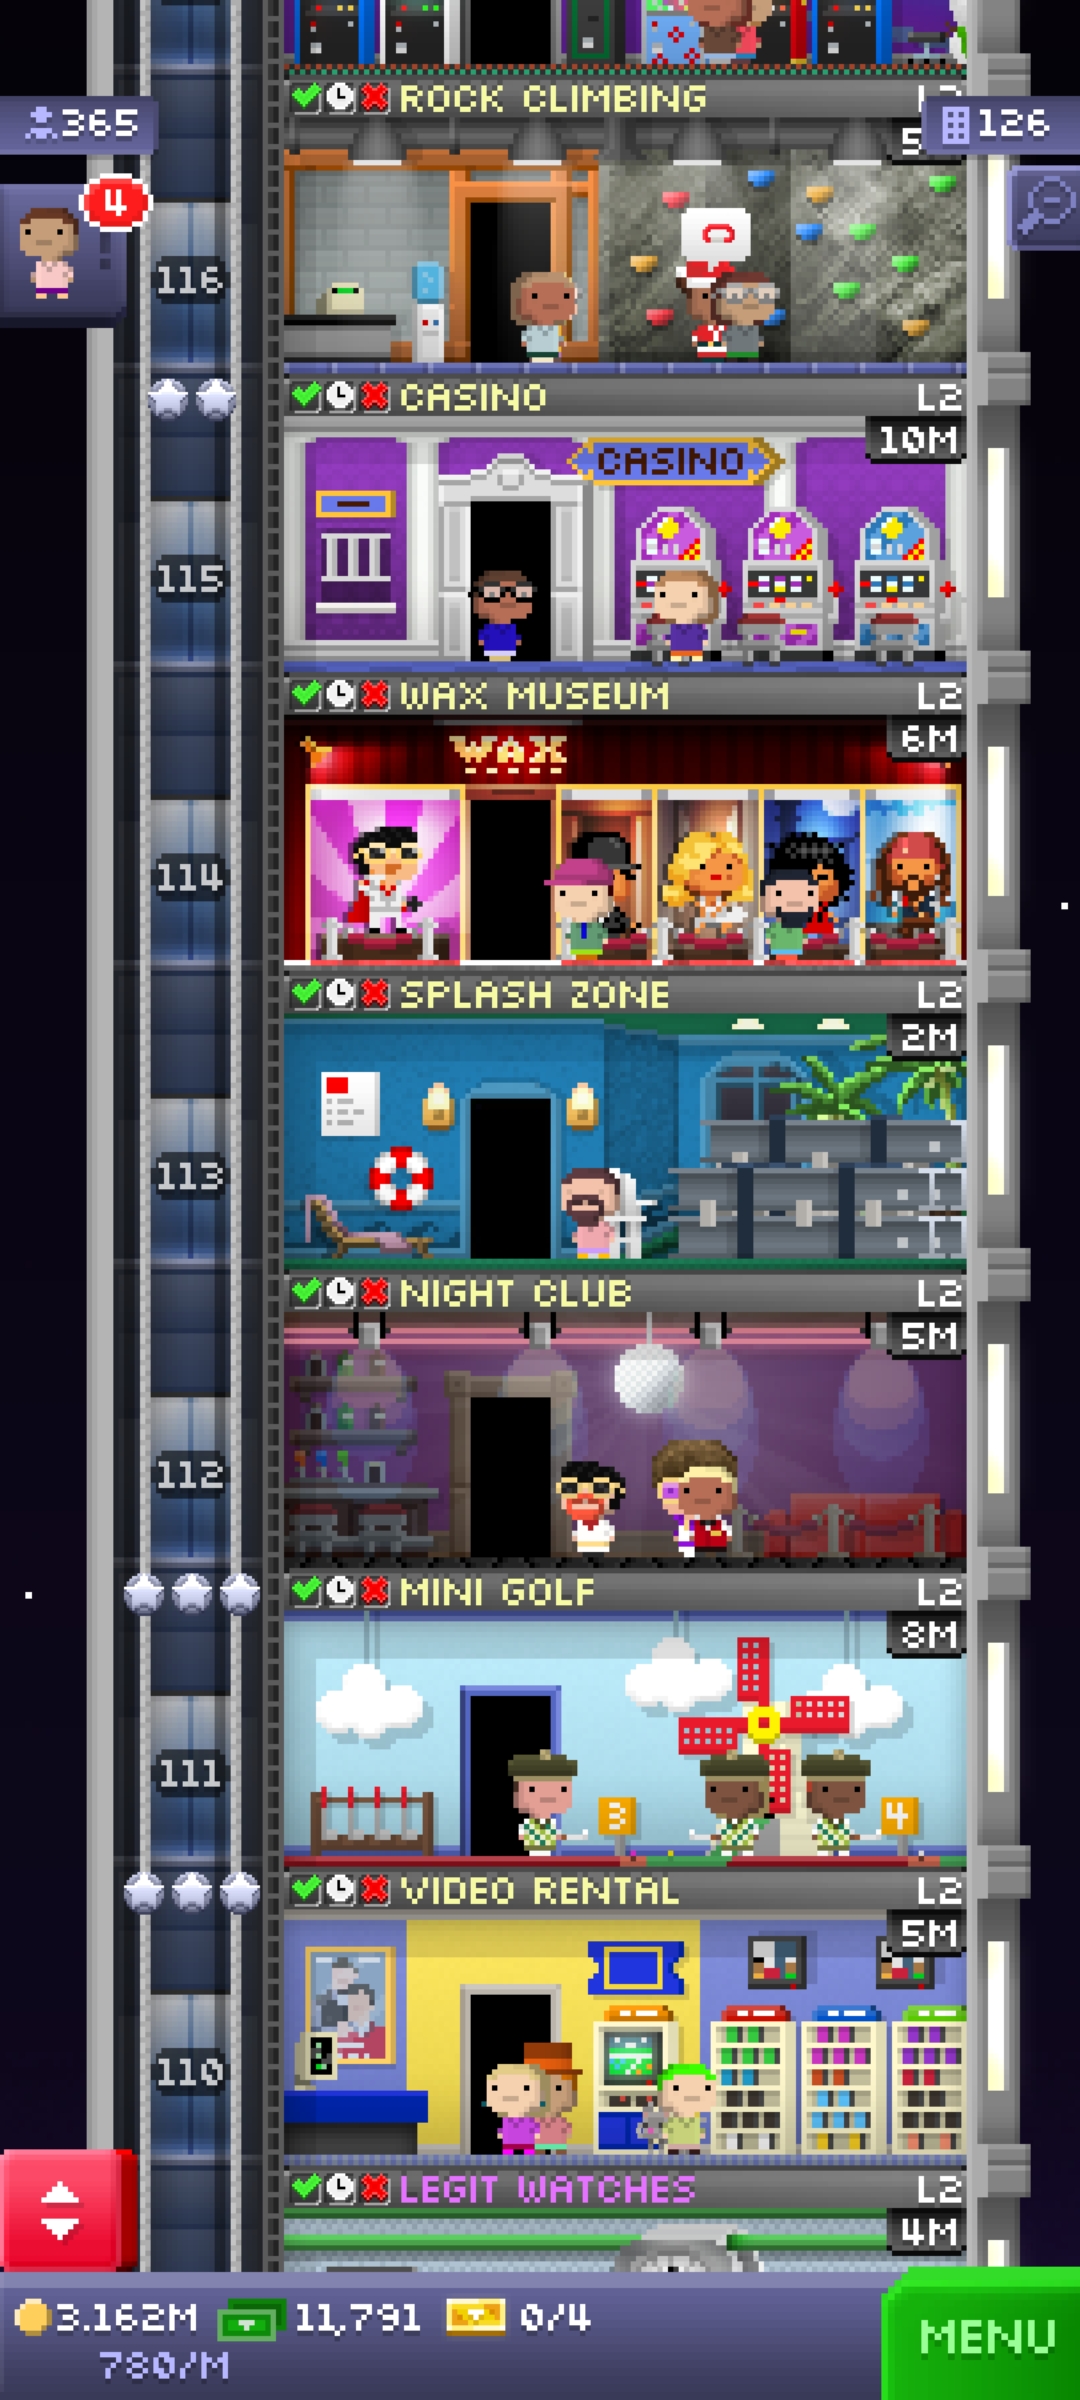 ROCK CLIMBING
365
126
4
116
CASINO L2
10M
CASINO
115
WAX MUSEUM L2
6M
WAX
114
SPLASH ZONE L2
2M
113
NIGHT CLUB L2
5M
112
MINI GOLF L2
8M
111
3
4
VIDEO RENTAL L2
5M
110
LEGIT WATCHES L2
4M
3.162M 11,791 0/4
780/M
MENU